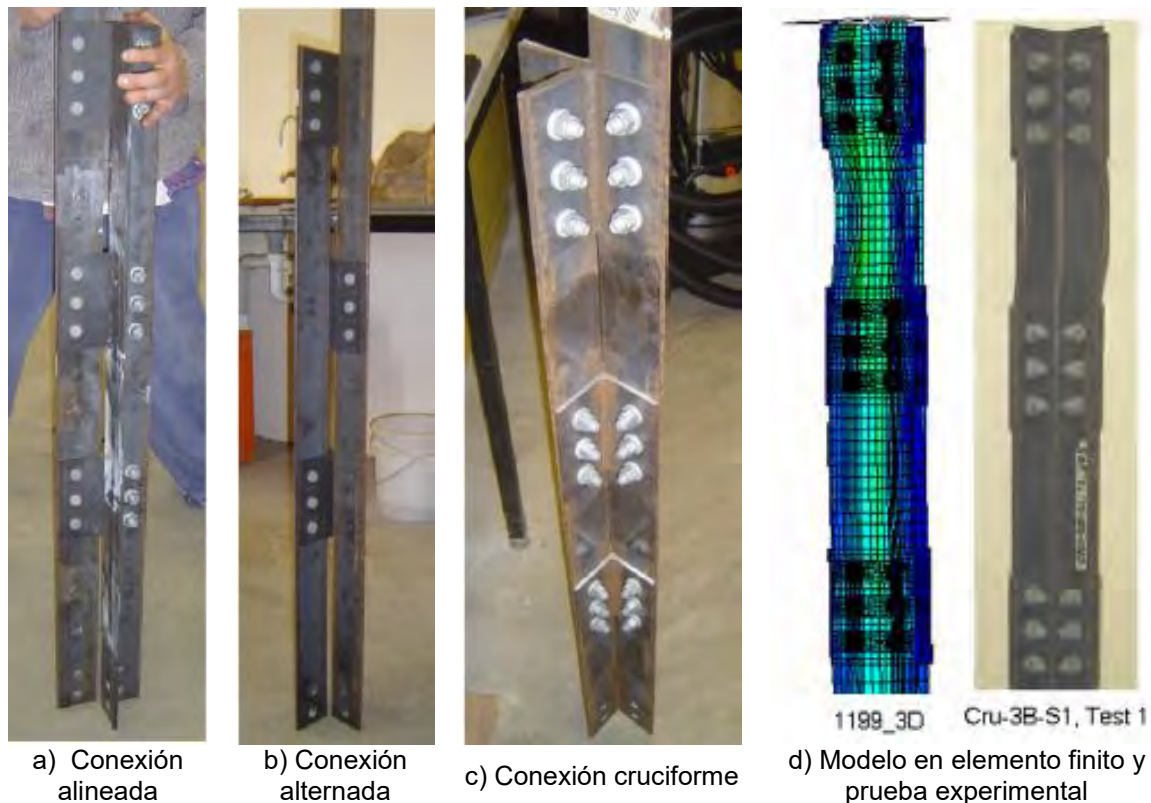 1199_3D
Cru-3B-S1, Test 1
a) Conexión
alineada
b) Conexión
alternada
c) Conexión cruciforme
d) Modelo en elemento finito y
prueba experimental